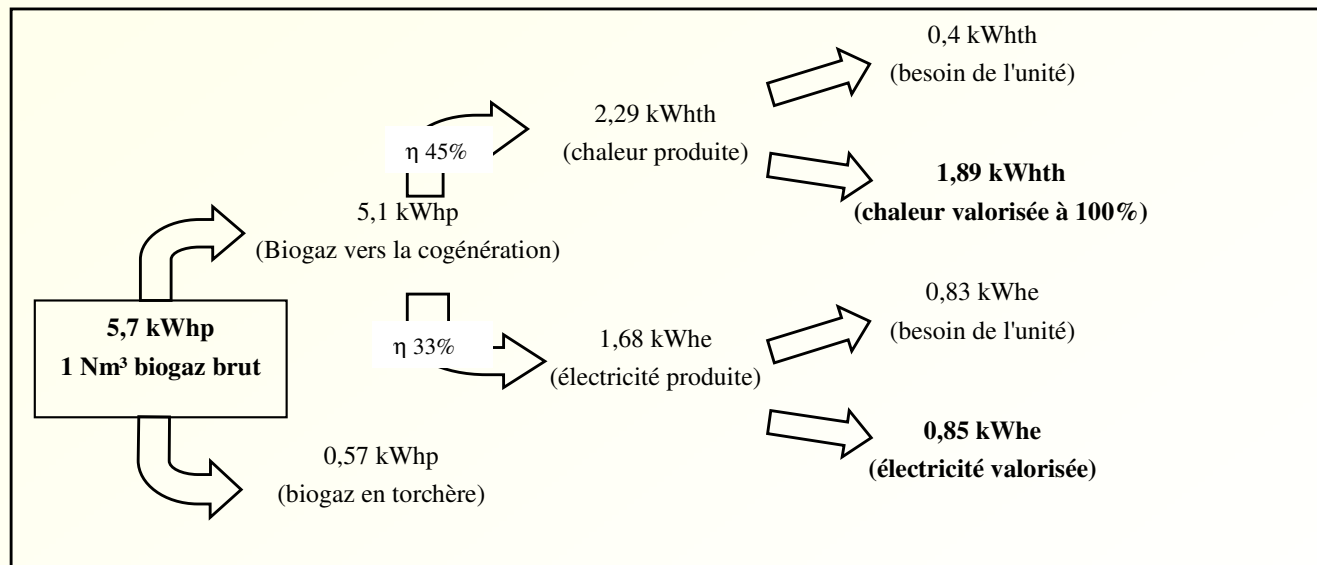 0,4 kWhth
(besoin de l'unité)
2,29 kWhth
(chaleur produite)
η 45%
1,89 kWhth
(chaleur valorisée à 100%)
5,1 kWhp
(Biogaz vers la cogénération)
5,7 kWhp
1 Nm³ biogaz brut
0,83 kWhe
(besoin de l'unité)
η 33%
1,68 kWhe
(électricité produite)
0,85 kWhe
(électricité valorisée)
0,57 kWhp
(biogaz en torchère)